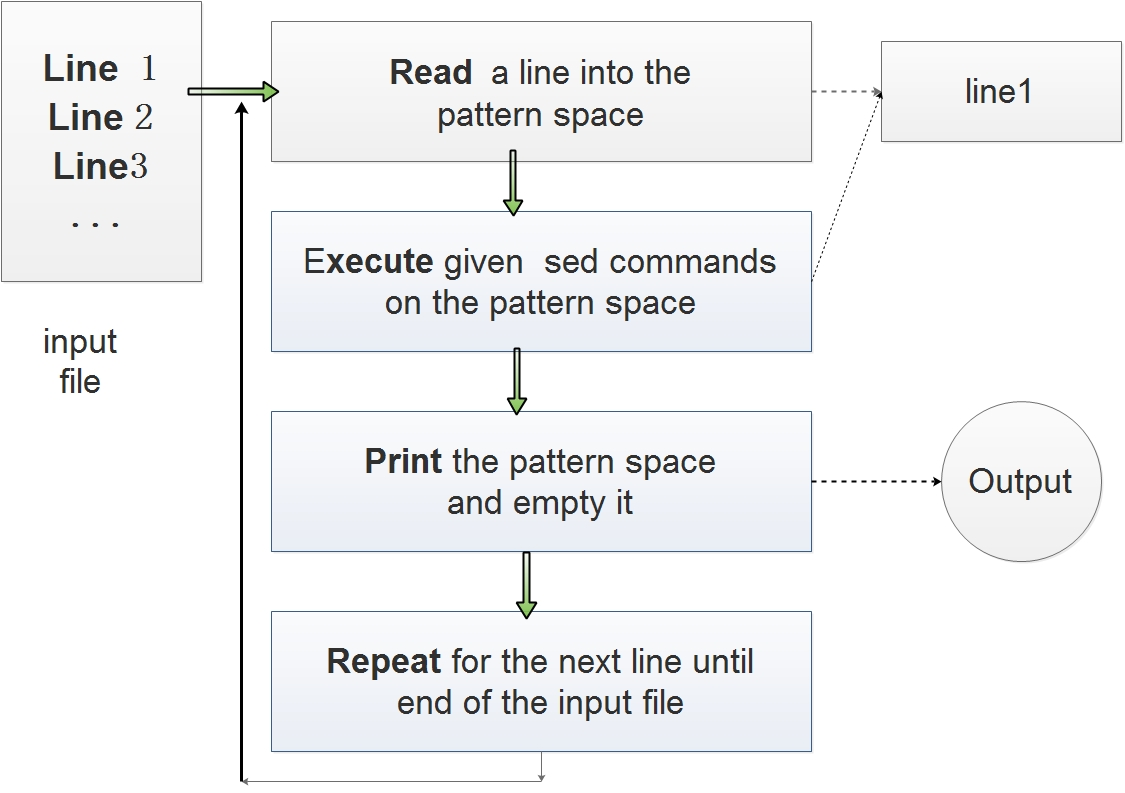 Line 1
Line 2
Line3
...
input
file
Read a line into the
pattern space
line1
Execute given sed commands
on the pattern space
Print the pattern space
and empty it
Output
Repeat for the next line until
end of the input file